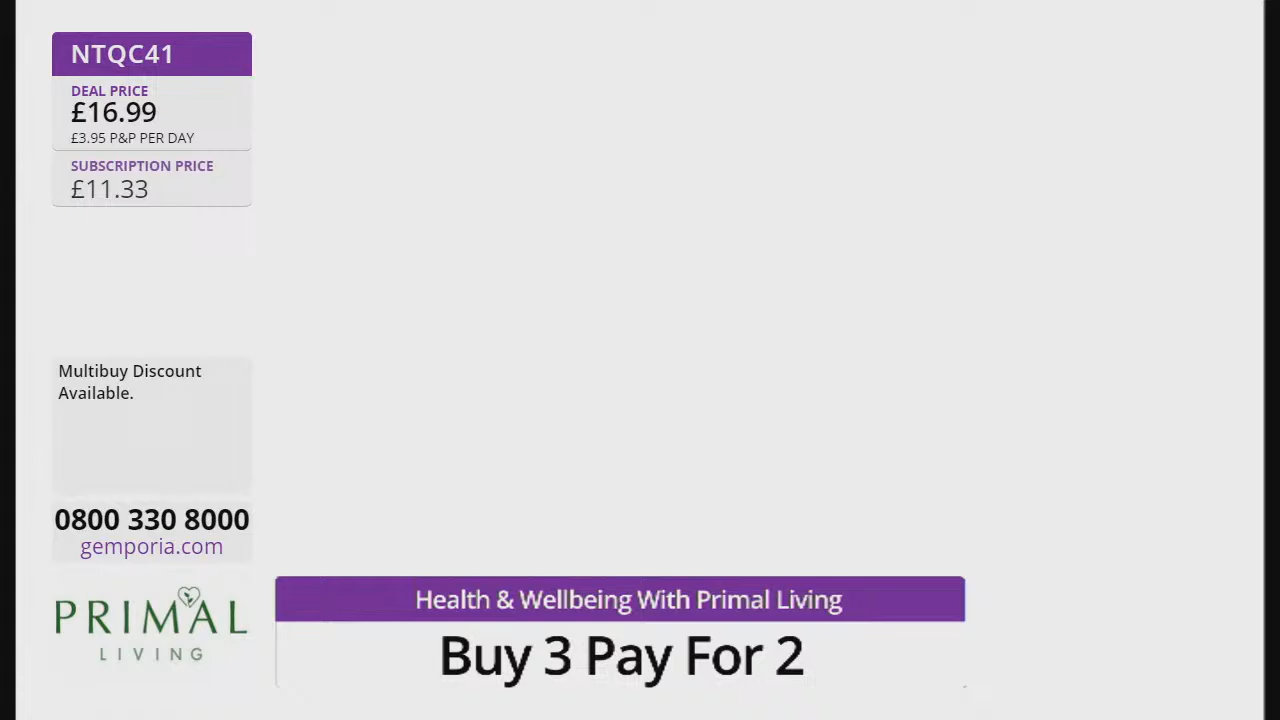 NTQC41
DEAL PRICE
£16.99
£3.95 P&P PER DAY
SUBSCRIPTION PRICE
£11.33
Multibuy Discount
Available.
0800 330 8000
gemporia.com
PRIMAL
LIVING
Health & Wellbeing With Primal Living
Buy 3 Pay For 2